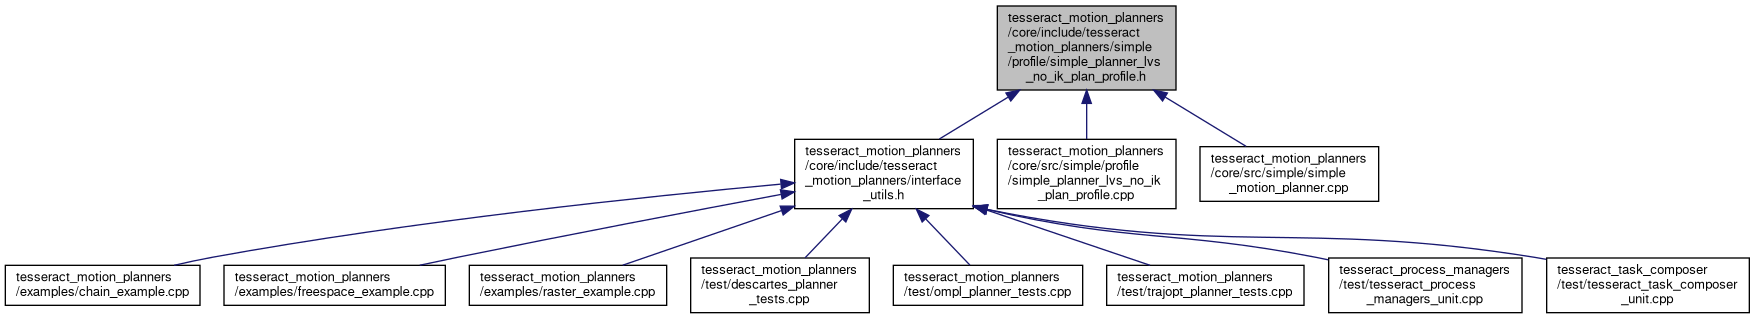 tesseract_motion_planners
/core/include/tesseract
_motion_planners/simple
/profile/simple_planner_lvs
_no_ik_plan_profile.h
tesseract_motion_planners
/core/include/tesseract
_motion_planners/interface
_utils.h
tesseract_motion_planners
/core/src/simple/profile
/simple_planner_lvs_no_ik
_plan_profile.cpp
tesseract_motion_planners
/core/src/simple/simple
_motion_planner.cpp
tesseract_motion_planners
/examples/chain_example.cpp
tesseract_motion_planners
/examples/freespace_example.cpp
tesseract_motion_planners
/examples/raster_example.cpp
tesseract_motion_planners
/test/descartes_planner
_tests.cpp
tesseract_motion_planners
/test/ompl_planner_tests.cpp
tesseract_motion_planners
/test/trajopt_planner_tests.cpp
tesseract_process_managers
/test/tesseract_process
_managers_unit.cpp
tesseract_task_composer
/test/tesseract_task_composer
_unit.cpp